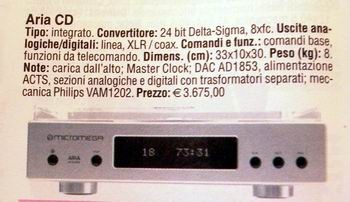 Aria CD
Tipo: integrato. Convertitore: 24 bit Delta-Sigma, 8xfc. Uscite ana-
logiche/digitali: linea, XLR / coax. Comandi e funz.: comandi base,
funzioni da telecomando. Dimens. (cm): 33x10x30. Peso (kg): 8.
Note: carica dall'alto; Master Clock; DAC AD1853, alimentazione
ACTS, sezioni analogiche e digitali con trasformatori separati; mec-
canica Philips VAM1202. Prezzo: € 3.675,00
MICROMEGA
ARIA
18 73:31